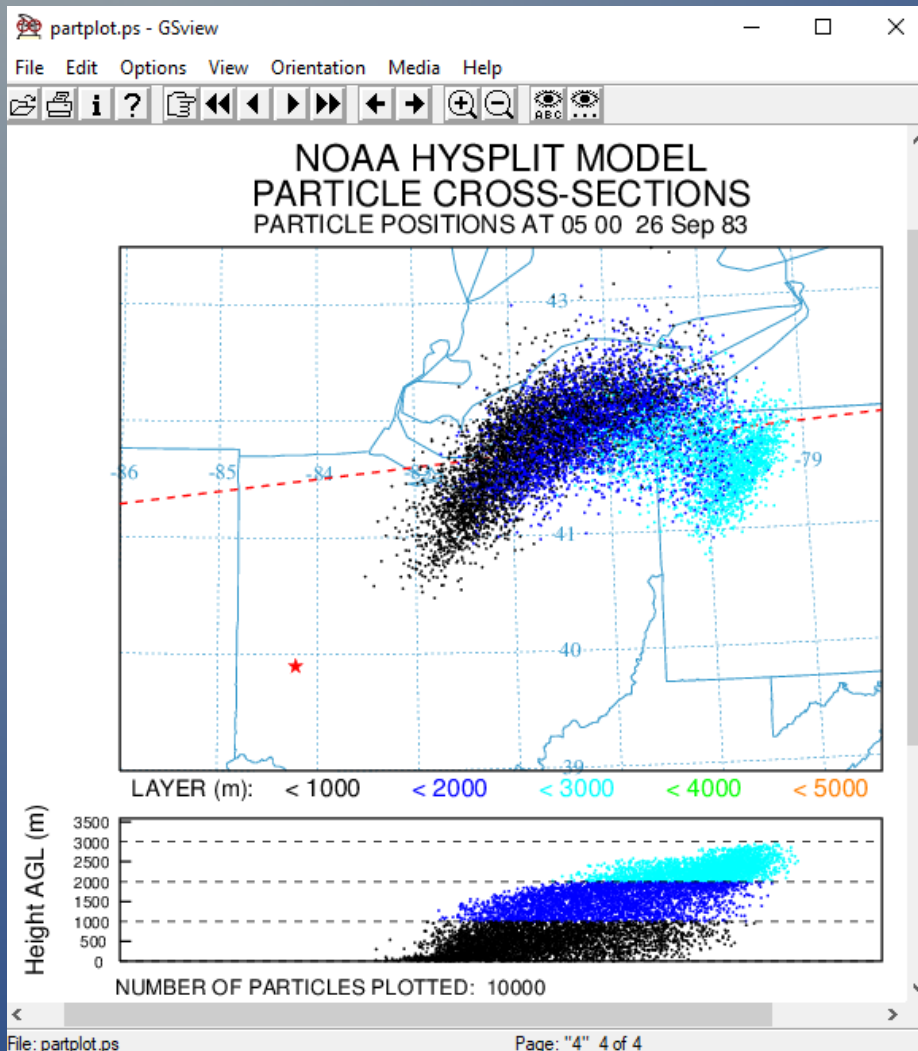 partplot.ps - GSview
File Edit Options View Orientation Media Help
i ? ABC
NOAA HYSPLIT MODEL
PARTICLE CROSS-SECTIONS
PARTICLE POSITIONS AT 05 00 26 Sep 83
43
-86 -85 -84 -79
41
40
39
LAYER (m): < 1000 < 2000 < 3000 < 4000 < 5000
Height AGL (m)
3500
3000
2500
2000
1000
500
0
NUMBER OF PARTICLES PLOTTED: 10000
File: partplot.ps Page: "4" 4 of 4